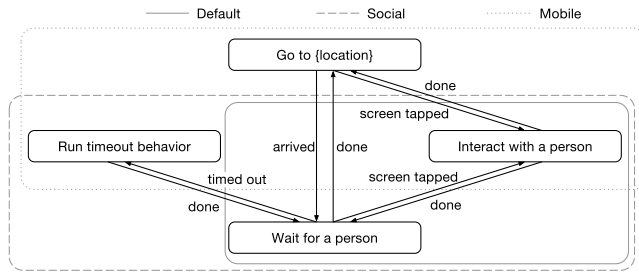 Default
Social
Mobile
Go to {location}
done
screen tapped
Run timeout behavior
arrived
done
Interact with a person
timed out
screen tapped
done
done
Wait for a person